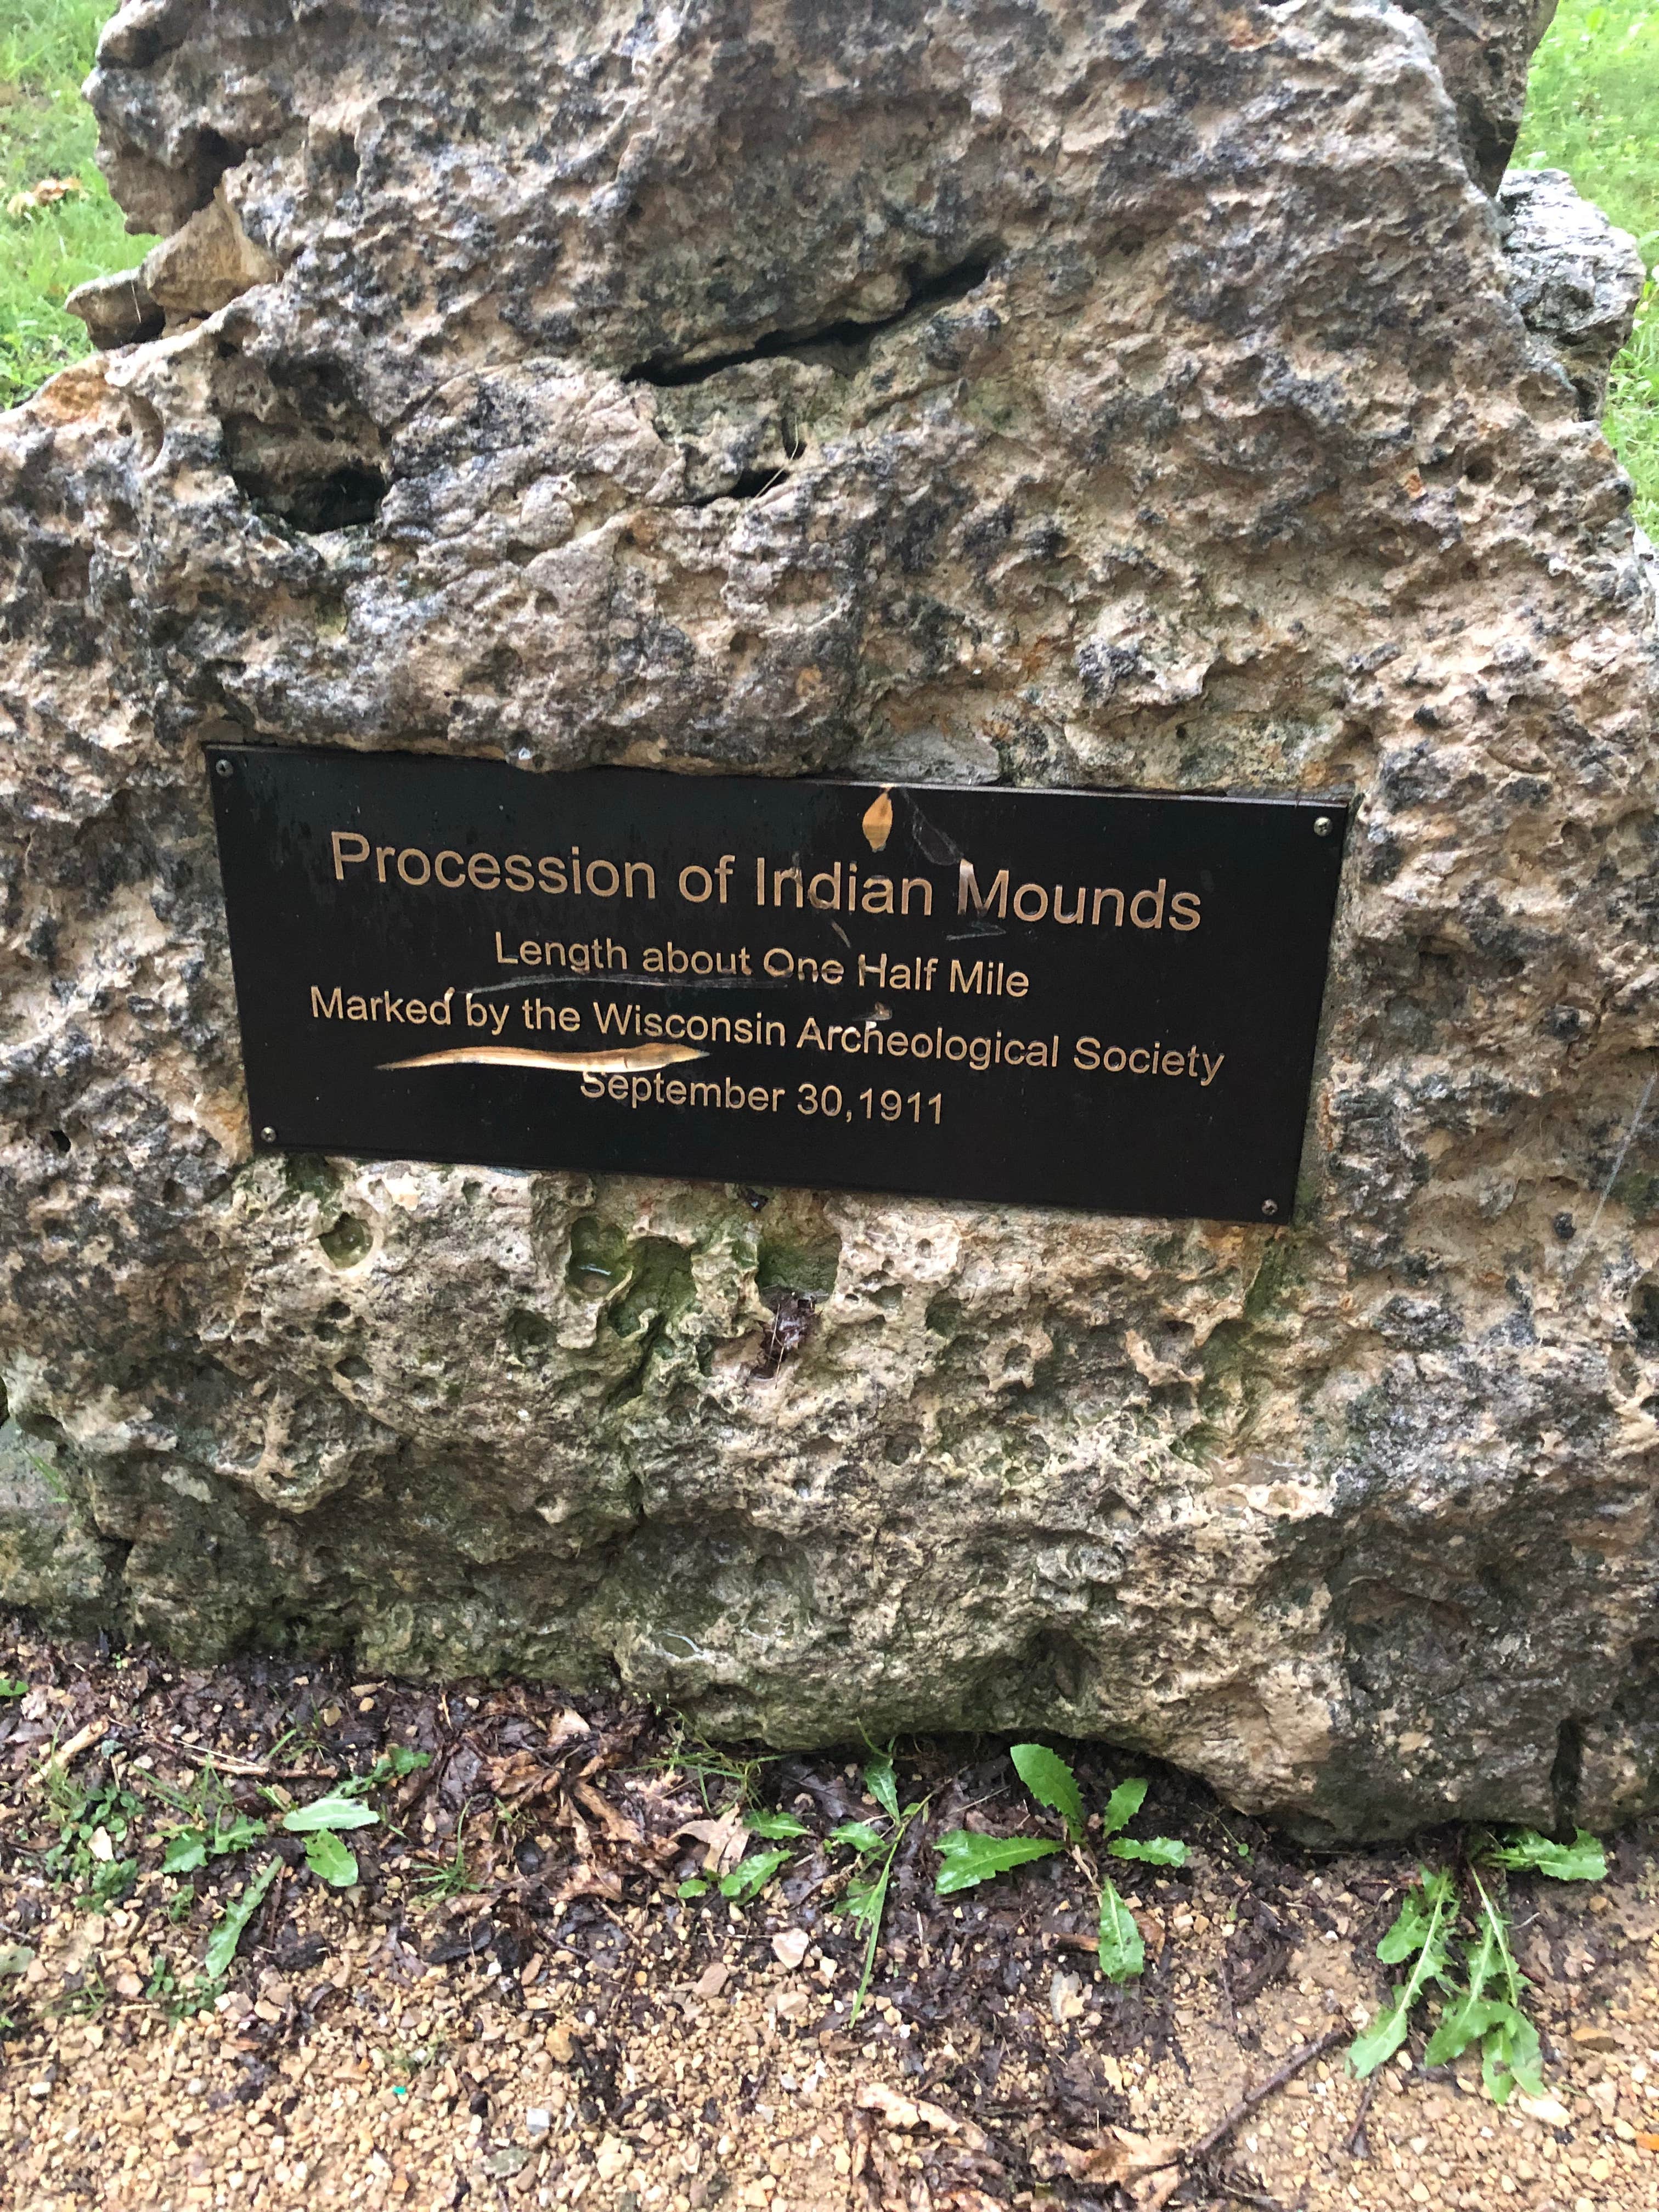 Procession of Indian Mounds
Length about One Half Mile
Marked by the Wisconsin Archeological Society
September 30,1911